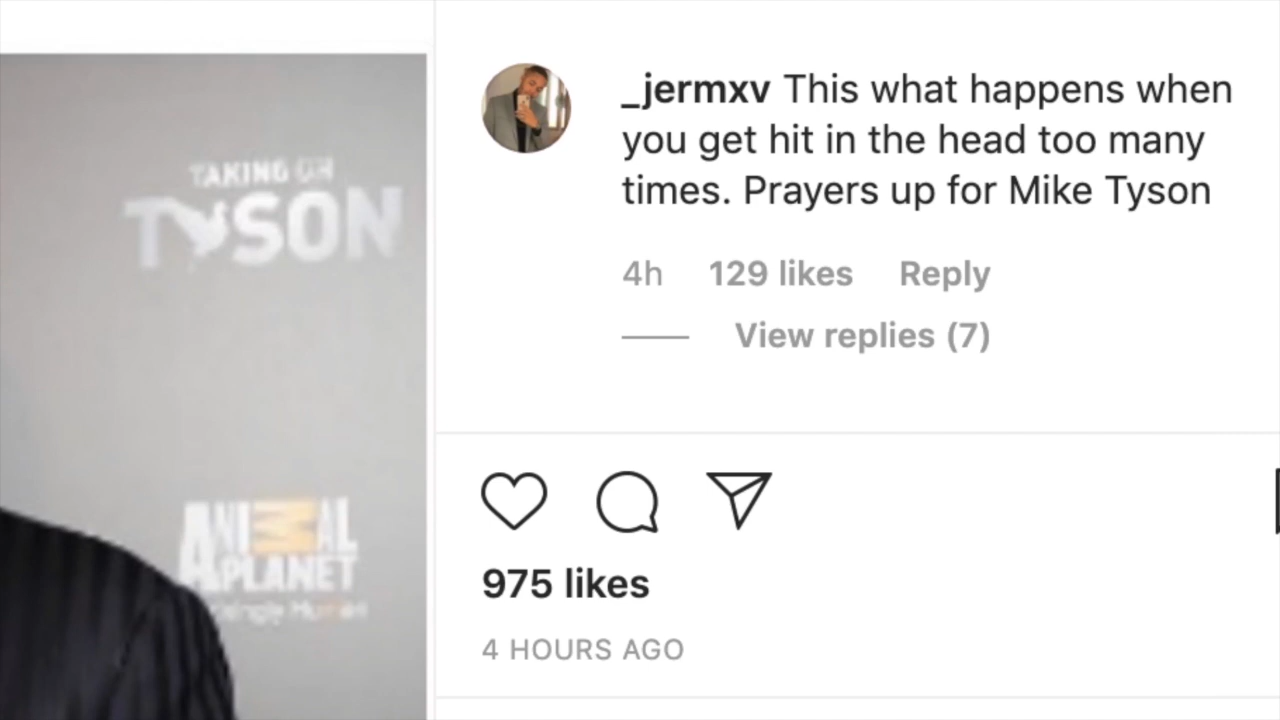 TAKING ON
TYSON
ANIMAL
PLANET
_jermxv This what happens when
you get hit in the head too many
times. Prayers up for Mike Tyson
4h 129 likes Reply
View replies (7)
975 likes
4 HOURS AGO